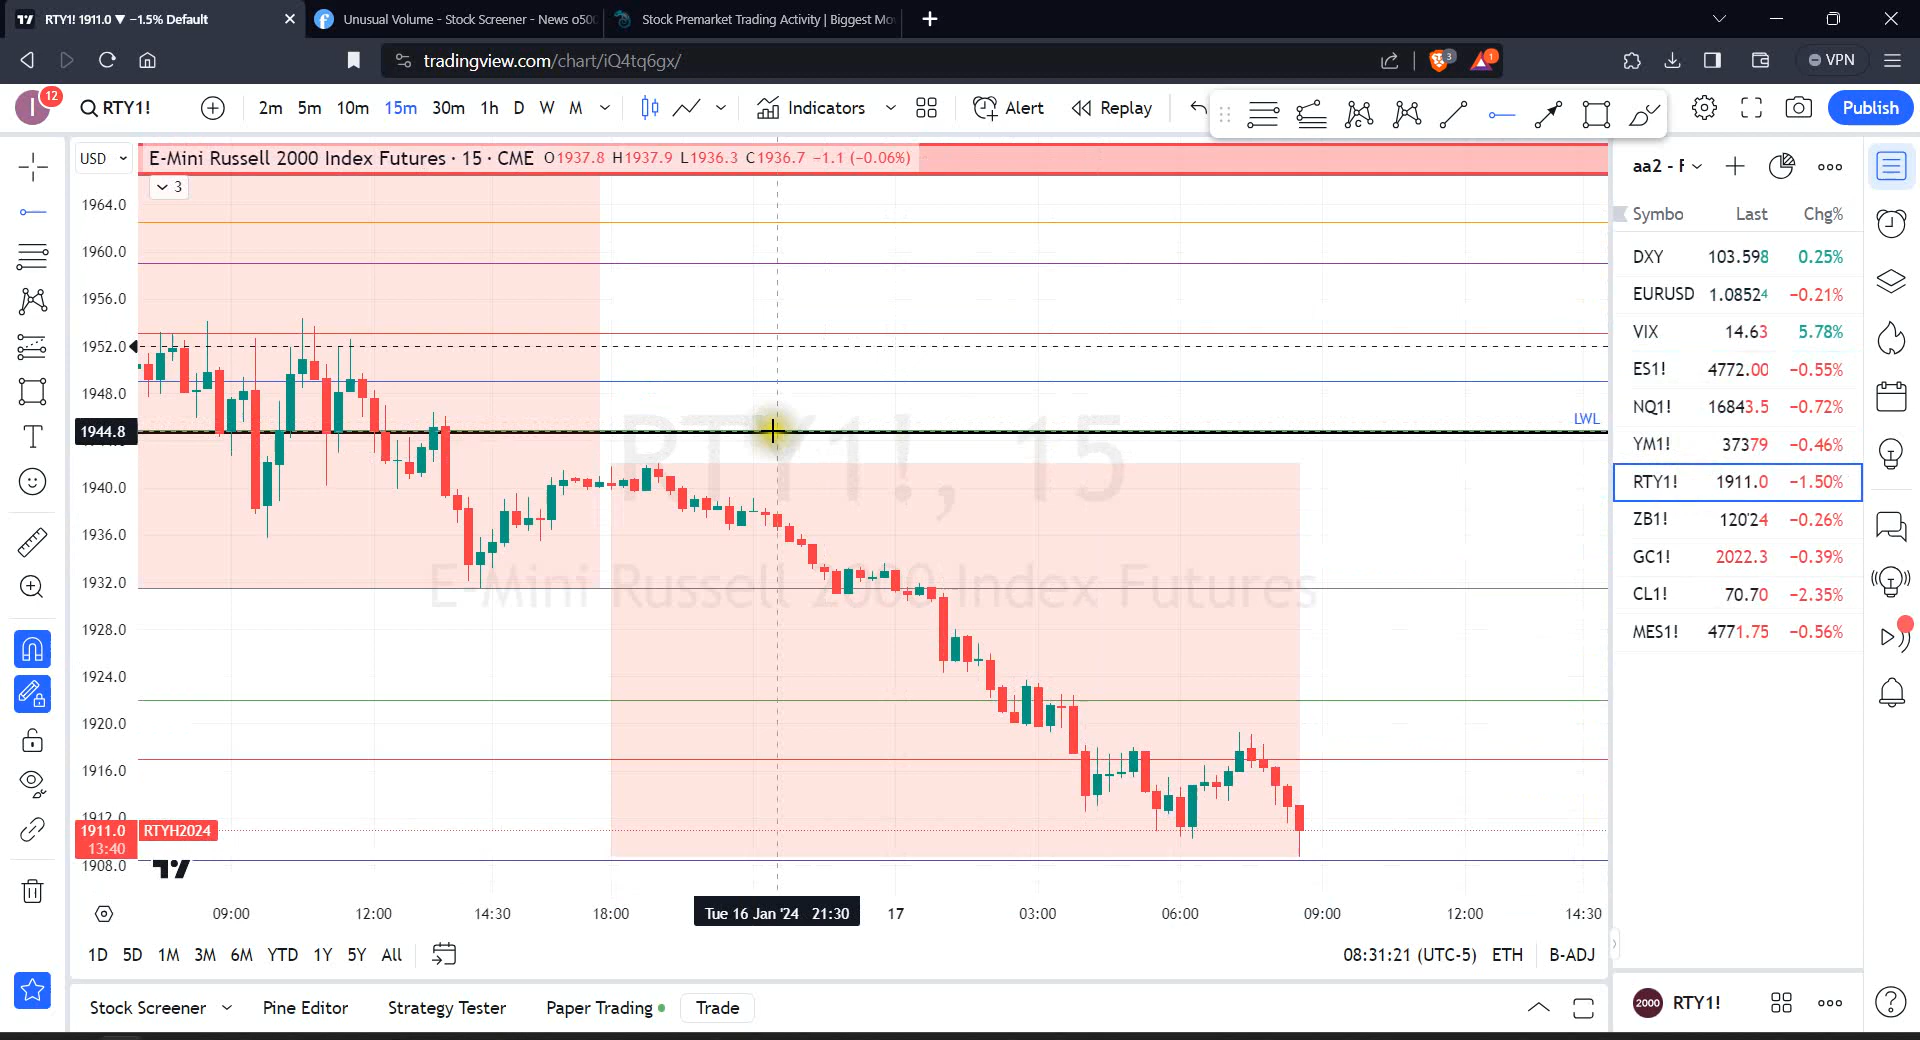 RTY1! 1911.0 ▼ −1.5% Default
Unusual Volume - Stock Screener - News
Stock Premarket Trading Activity | Biggest
tradingview.com/chart/iQ4tq6gx/
3
1
VPN
I
12
RTY1!
2m 5m 10m 15m 30m 1h D W M
Indicators
Alert
Replay
Publish
USD
E-Mini Russell 2000 Index Futures · 15 · CME O1937.8 H1937.9 L1936.3 C1936.7 −1.1 (−0.06%)
3
1964.0
1960.0
1956.0
1952.0
1948.0
1944.8
1940.0
1936.0
1932.0
1928.0
1924.0
1920.0
1916.0
1912.0
1911.0 RTYH2024
13:40
1908.0
LWL
RTY1!, 15
E-Mini Russell 2000 Index Futures
09:00 12:00 14:30 18:00 Tue 16 Jan '24 21:30 17 03:00 06:00 09:00 12:00 14:30
1D 5D 1M 3M 6M YTD 1Y 5Y All
08:31:21 (UTC-5) ETH B-ADJ
Stock Screener Pine Editor Strategy Tester Paper Trading Trade
aa2 - F
Symbo Last Chg%
DXY 103.598 0.25%
EURUSD 1.08524 −0.21%
VIX 14.63 5.78%
ES1! 4772.00 −0.55%
NQ1! 16843.5 −0.72%
YM1! 37379 −0.46%
RTY1! 1911.0 −1.50%
ZB1! 120'24 −0.26%
GC1! 2022.3 −0.39%
CL1! 70.70 −2.35%
MES1! 4771.75 −0.56%
2000 RTY1!